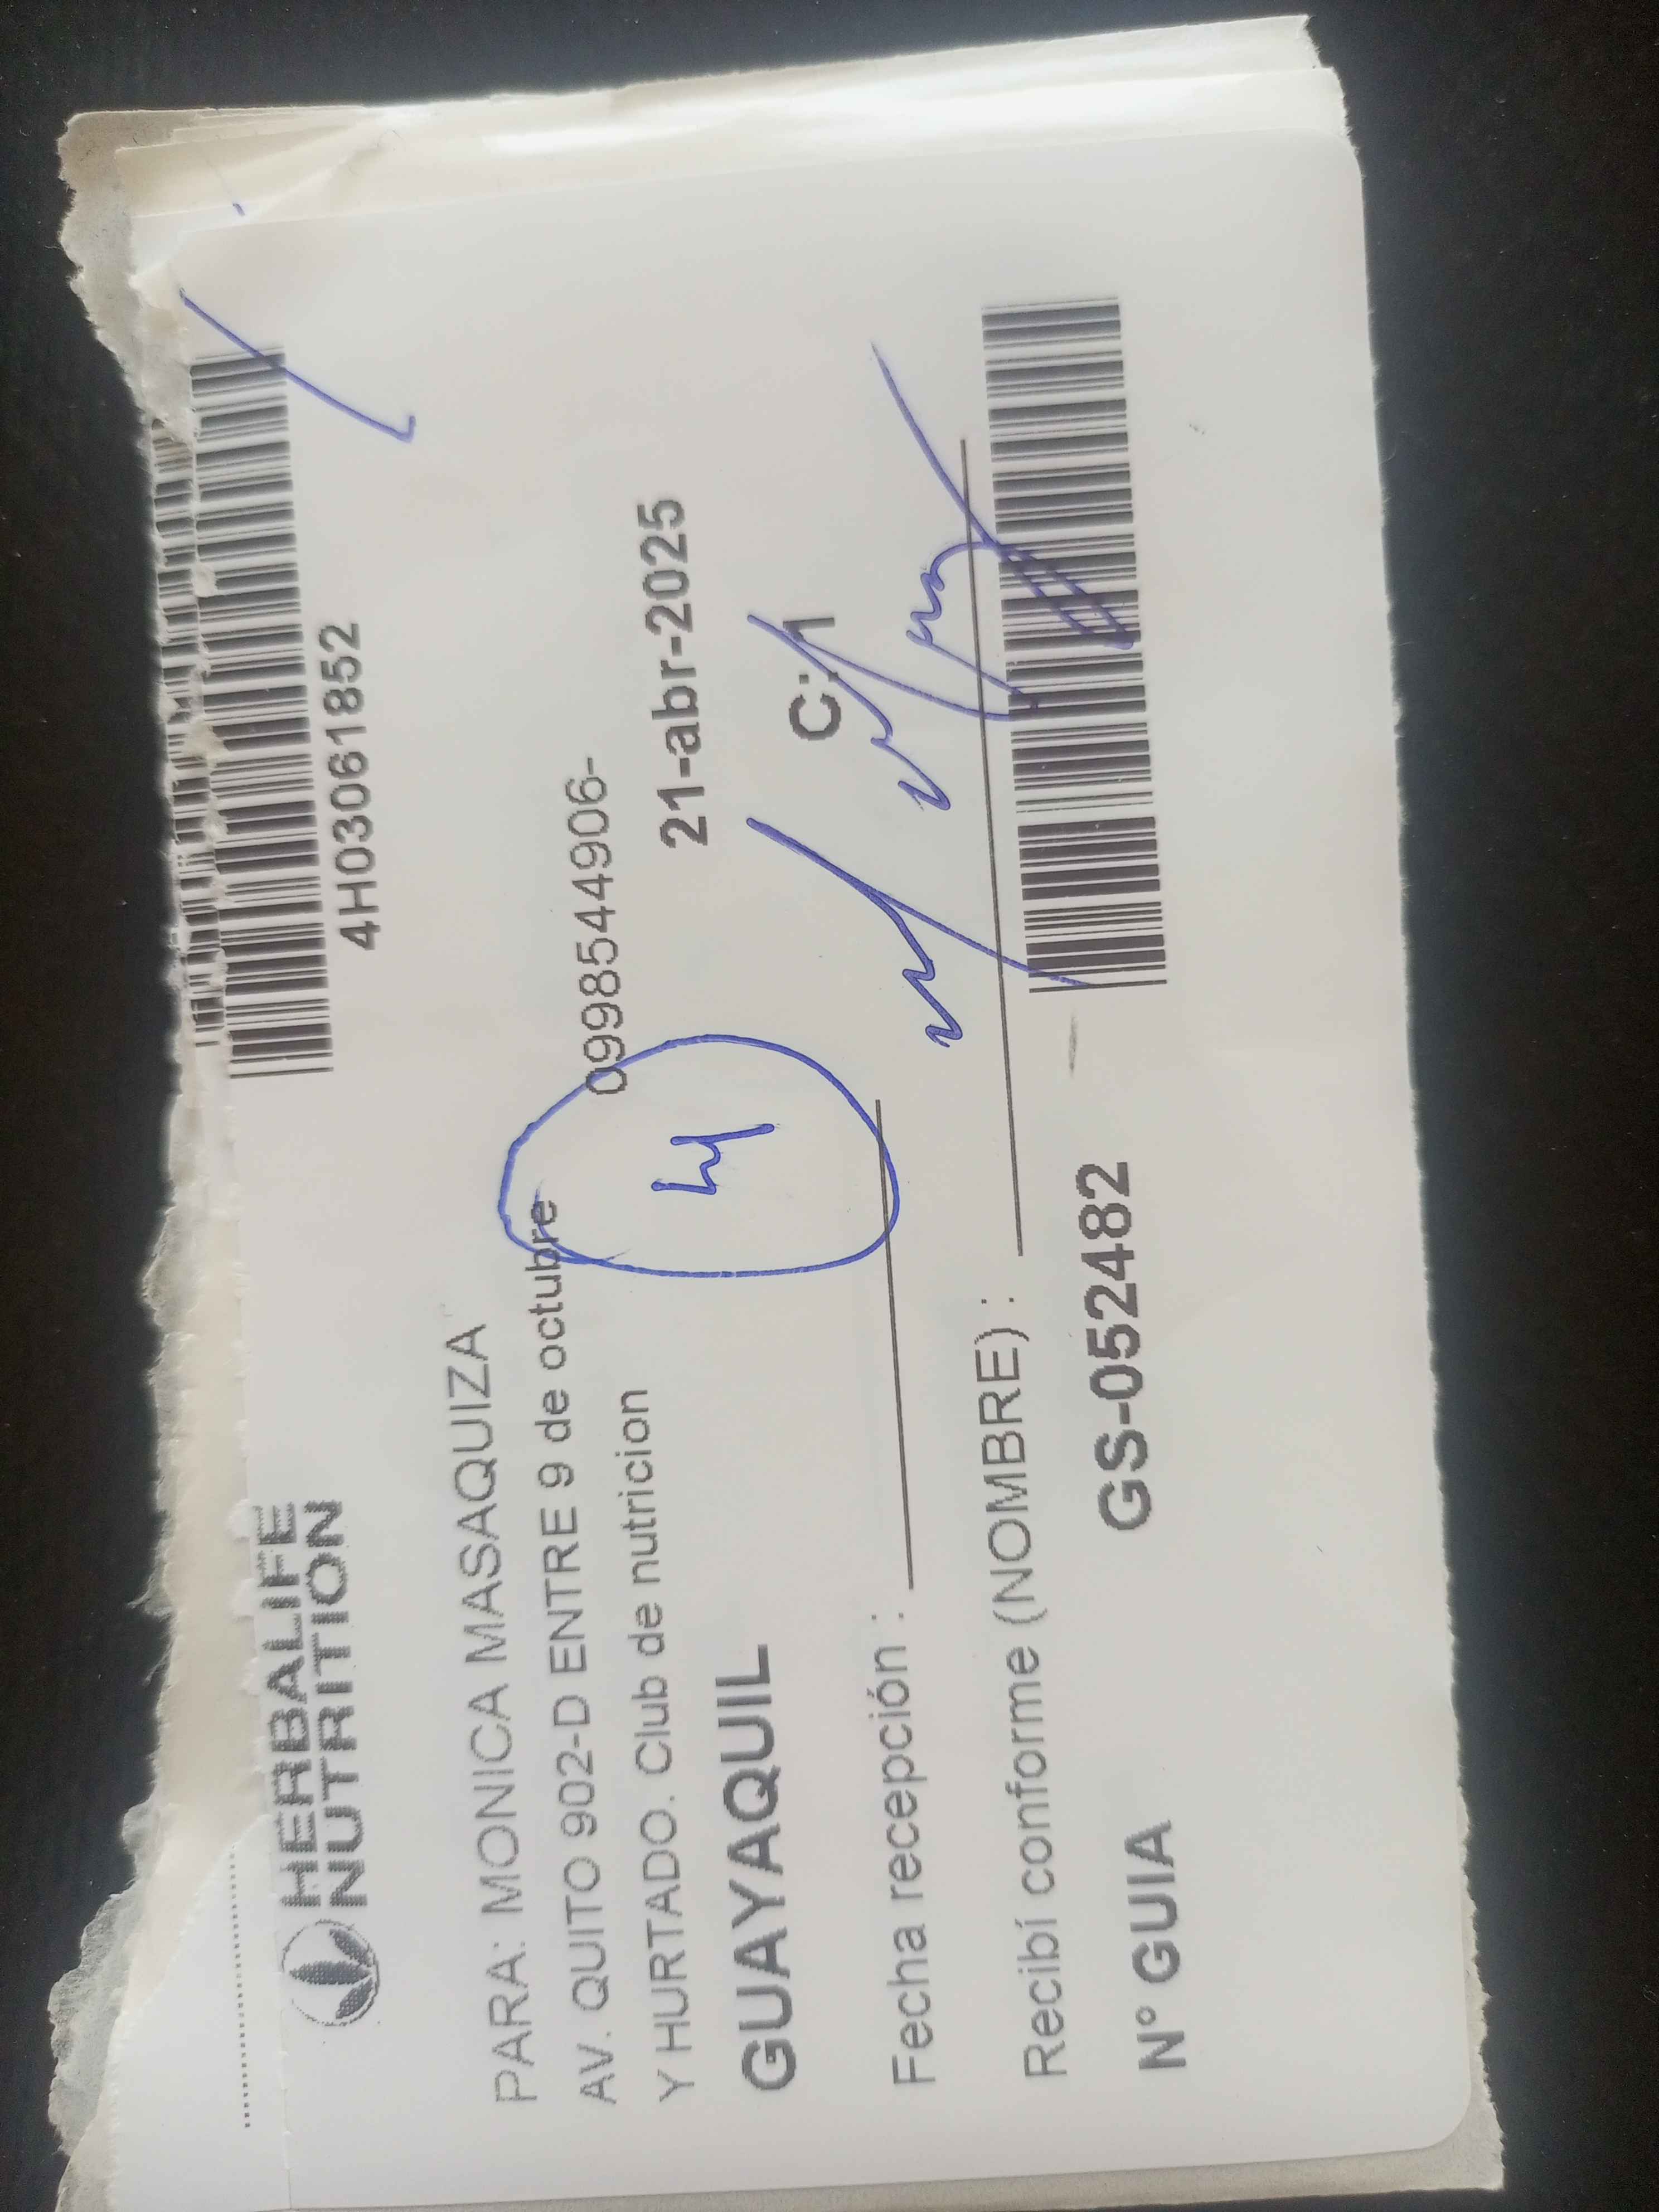 HERBALIFE
NUTRITION
4H03061852
PARA: MONICA MASAQUIZA
AV. QUITO 902-D ENTRE 9 de octubre
Y HURTADO. Club de nutricion
0998544906-
GUAYAQUIL
4
21-abr-2025
Fecha recepción :
C: 1
Recibí conforme (NOMBRE) :
N° GUIA
GS-052482